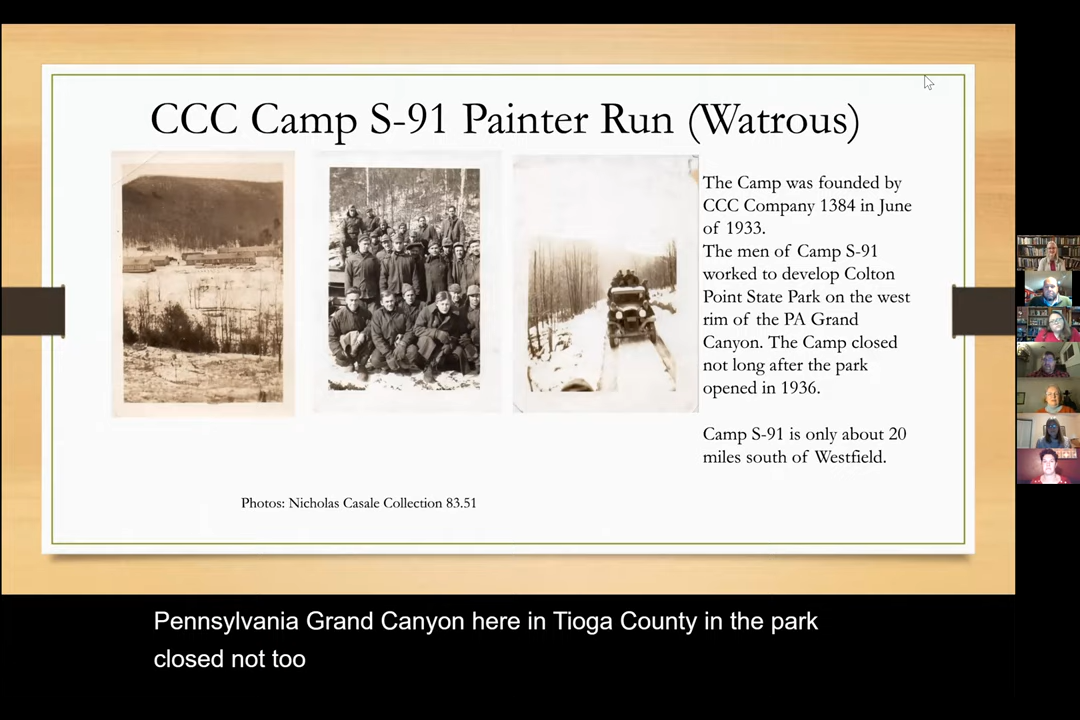 CCC Camp S-91 Painter Run (Watrous)
The Camp was founded by
CCC Company 1384 in June
of 1933.
The men of Camp S-91
worked to develop Colton
Point State Park on the west
rim of the PA Grand
Canyon. The Camp closed
not long after the park
opened in 1936.
Camp S-91 is only about 20
miles south of Westfield.
Photos: Nicholas Casale Collection 83.51
Pennsylvania Grand Canyon here in Tioga County in the park
closed not too